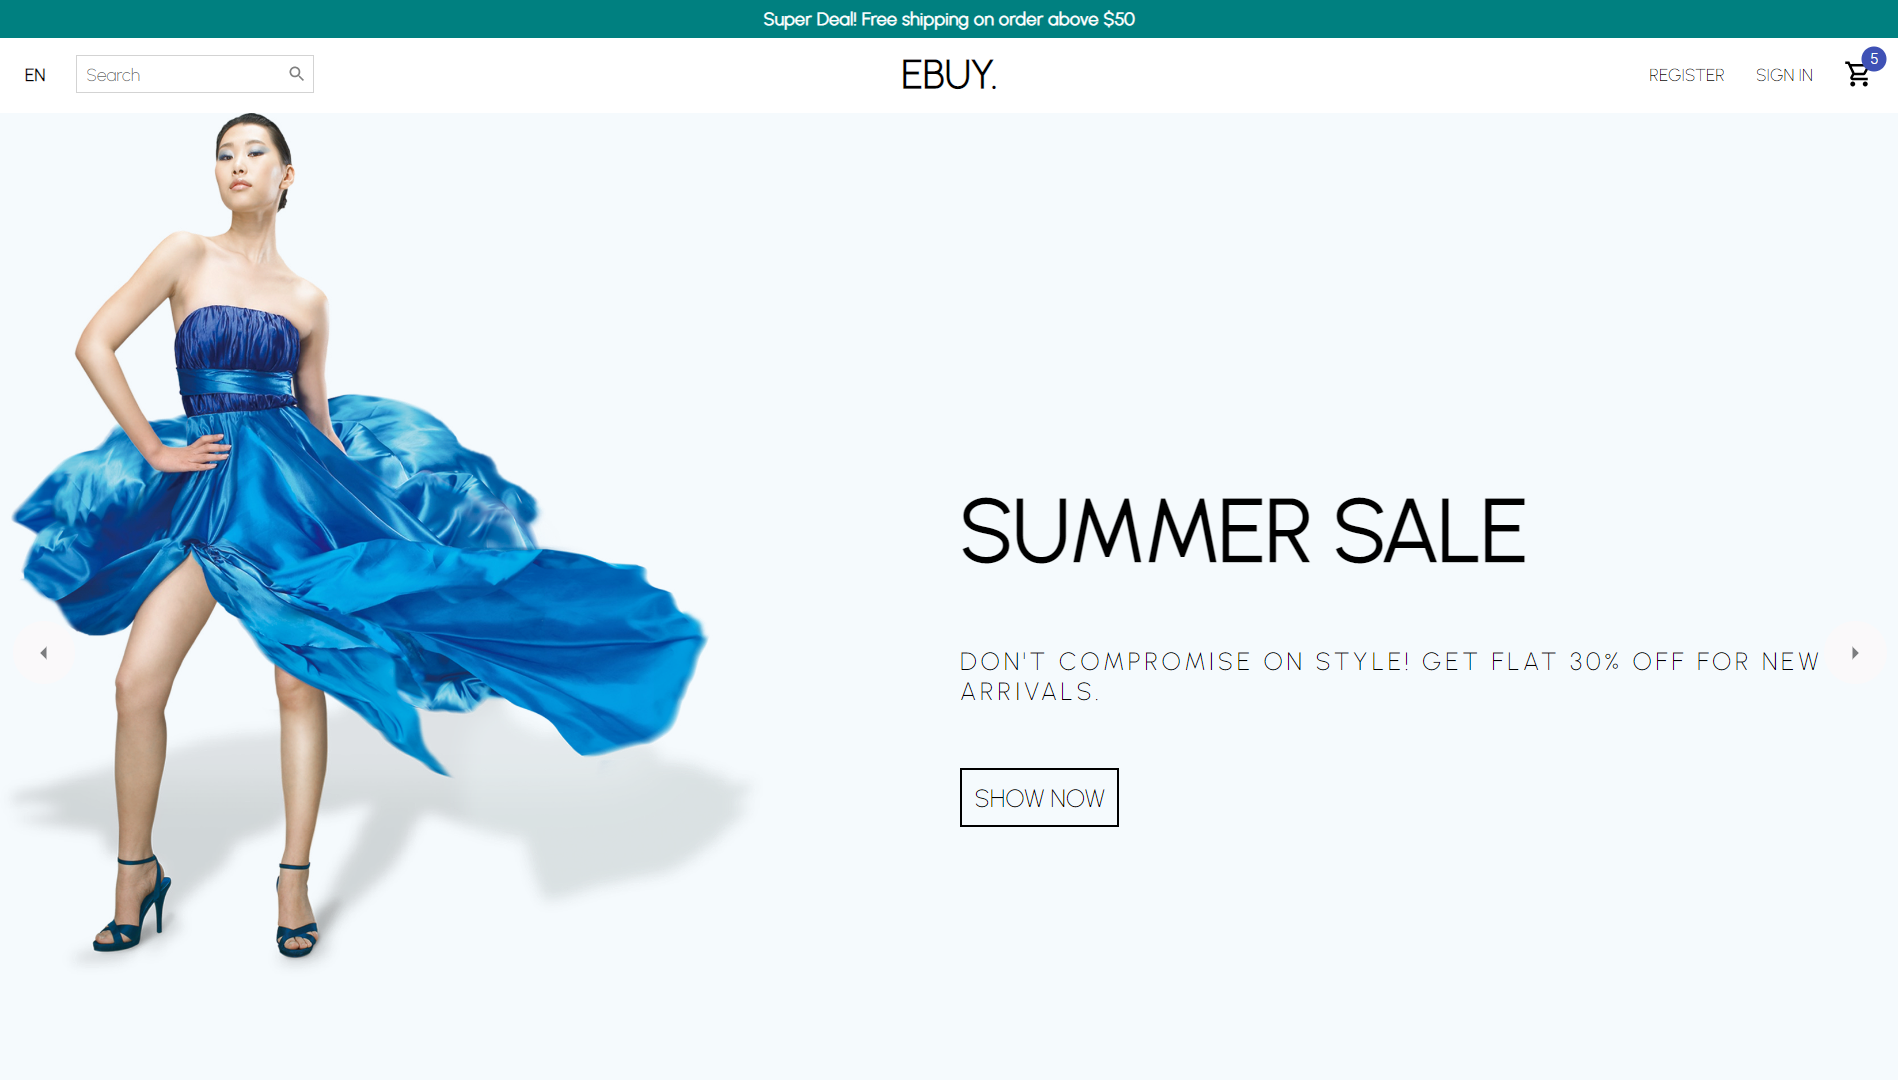 Super Deal! Free shipping on order above $50
EN
Search
EBUY.
REGISTER
SIGN IN
5
SUMMER SALE
DON'T COMPROMISE ON STYLE! GET FLAT 30% OFF FOR NEW
ARRIVALS.
SHOW NOW